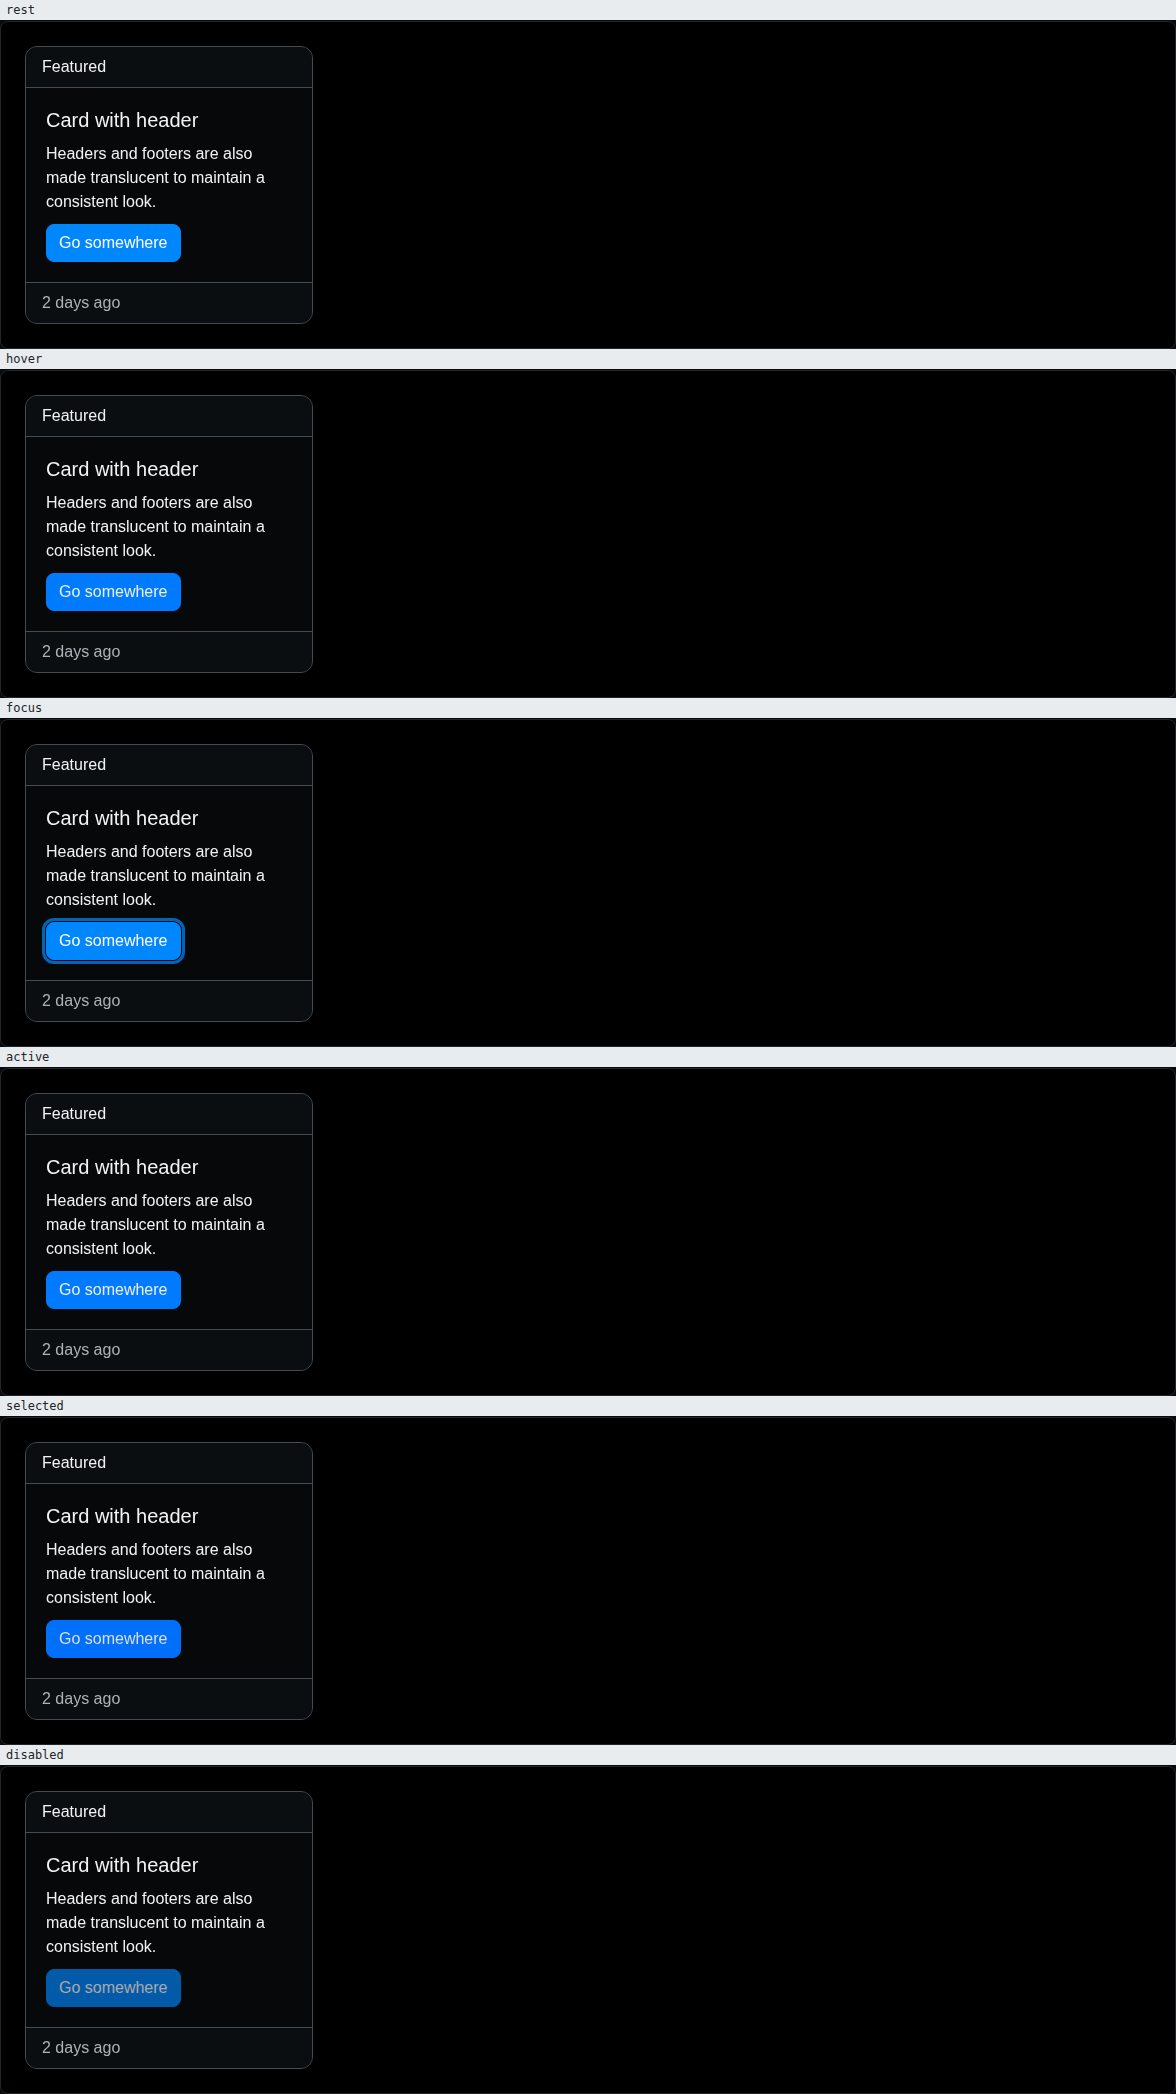 rest
Featured
Card with header
Headers and footers are also
made translucent to maintain a
consistent look.
Go somewhere
2 days ago
hover
Featured
Card with header
Headers and footers are also
made translucent to maintain a
consistent look.
Go somewhere
2 days ago
focus
Featured
Card with header
Headers and footers are also
made translucent to maintain a
consistent look.
Go somewhere
2 days ago
active
Featured
Card with header
Headers and footers are also
made translucent to maintain a
consistent look.
Go somewhere
2 days ago
selected
Featured
Card with header
Headers and footers are also
made translucent to maintain a
consistent look.
Go somewhere
2 days ago
disabled
Featured
Card with header
Headers and footers are also
made translucent to maintain a
consistent look.
Go somewhere
2 days ago